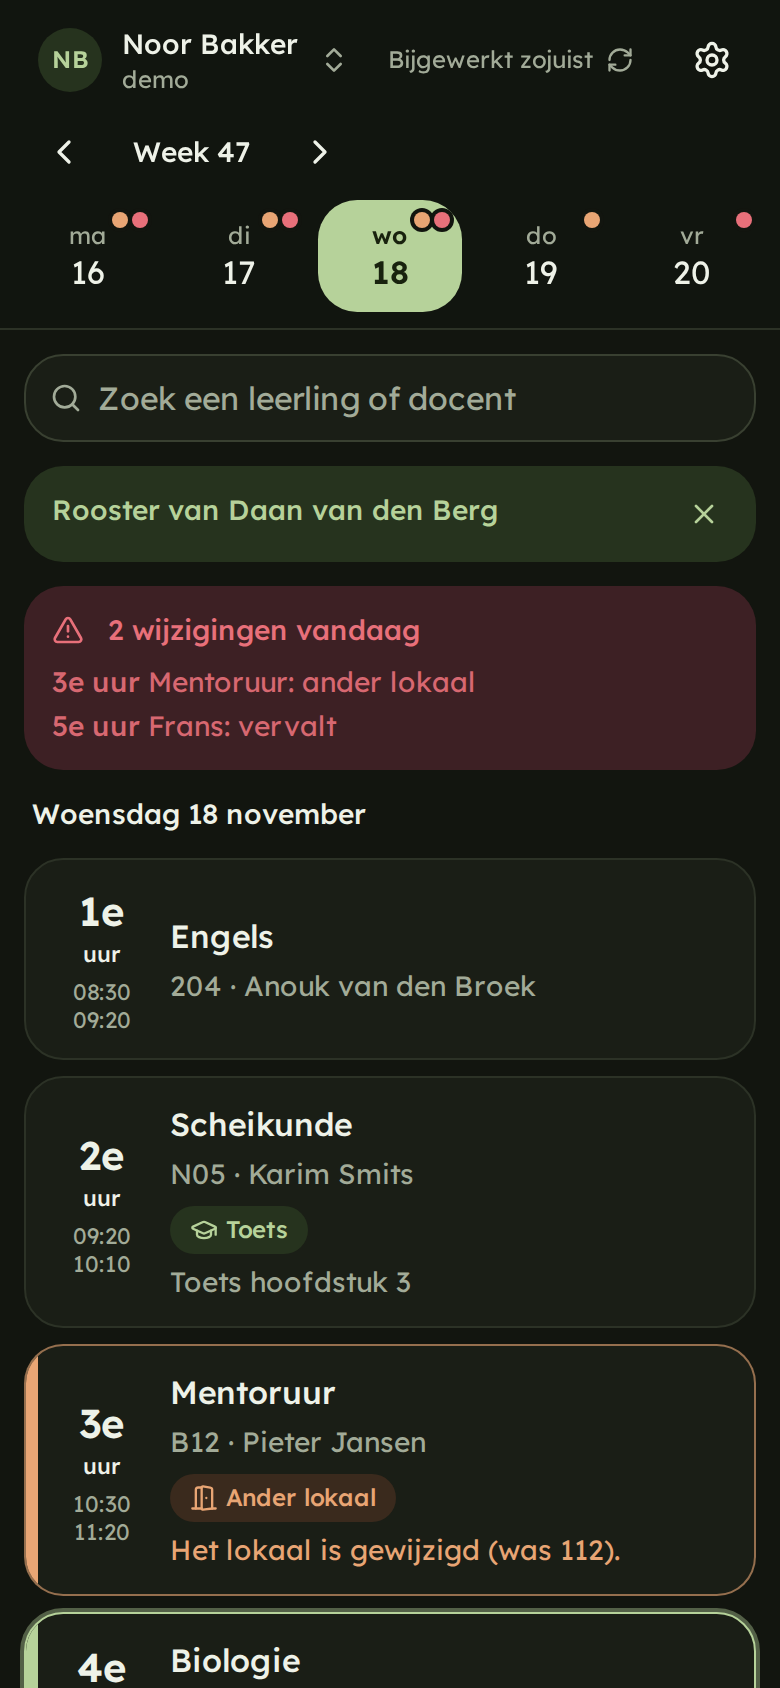 NB
Noor Bakker
demo
Bijgewerkt zojuist
Week 47
ma
16
di
17
wo
18
do
19
vr
20
Zoek een leerling of docent
Rooster van Daan van den Berg
2 wijzigingen vandaag
3e uur Mentoruur: ander lokaal
5e uur Frans: vervalt
Woensdag 18 november
1e
uur
08:30
09:20
Engels
204 · Anouk van den Broek
2e
uur
09:20
10:10
Scheikunde
N05 · Karim Smits
Toets
Toets hoofdstuk 3
3e
uur
10:30
11:20
Mentoruur
B12 · Pieter Jansen
Ander lokaal
Het lokaal is gewijzigd (was 112).
4e
Biologie